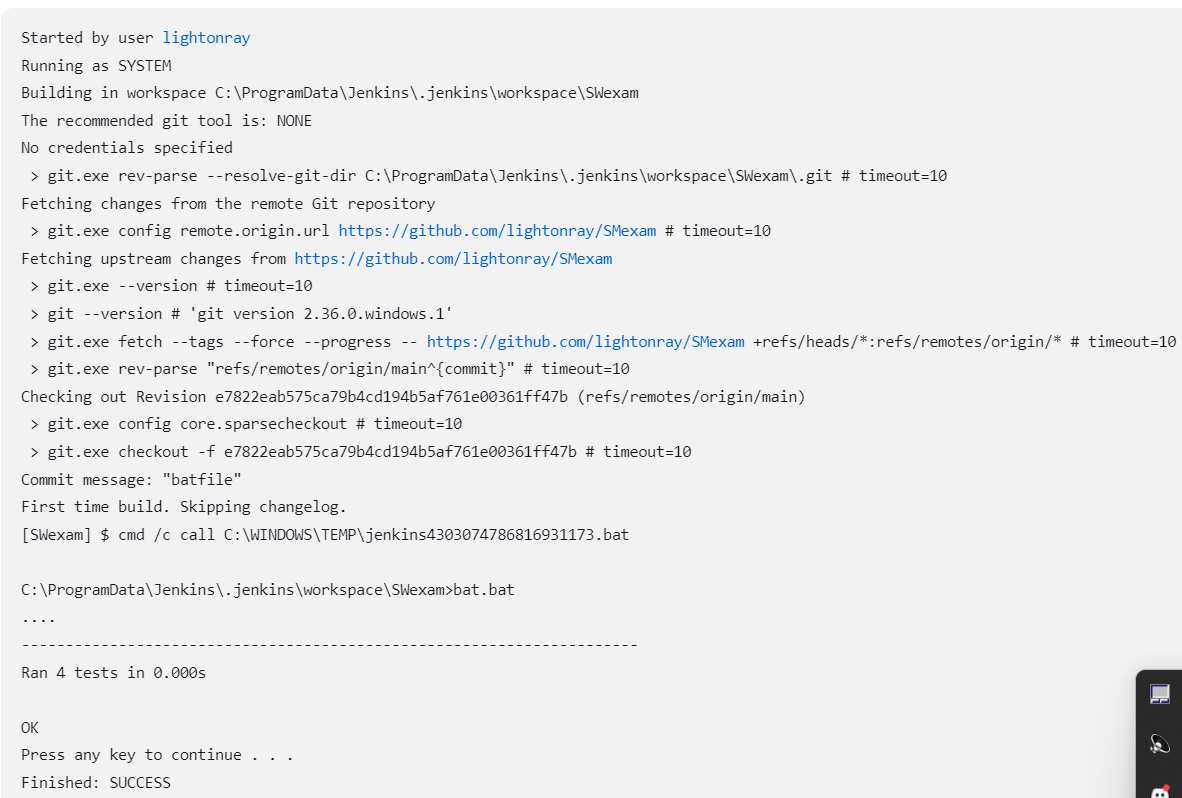 Started by user lightonray
Running as SYSTEM
Building in workspace C:\ProgramData\Jenkins\.jenkins\workspace\SWexam
The recommended git tool is: NONE
No credentials specified
 > git.exe rev-parse --resolve-git-dir C:\ProgramData\Jenkins\.jenkins\workspace\SWexam\.git # timeout=10
Fetching changes from the remote Git repository
 > git.exe config remote.origin.url https://github.com/lightonray/SMexam # timeout=10
Fetching upstream changes from https://github.com/lightonray/SMexam
 > git.exe --version # timeout=10
 > git --version # 'git version 2.36.0.windows.1'
 > git.exe fetch --tags --force --progress -- https://github.com/lightonray/SMexam +refs/heads/*:refs/remotes/origin/* # timeout=10
 > git.exe rev-parse "refs/remotes/origin/main^{commit}" # timeout=10
Checking out Revision e7822eab575ca79b4cd194b5af761e00361ff47b (refs/remotes/origin/main)
 > git.exe config core.sparsecheckout # timeout=10
 > git.exe checkout -f e7822eab575ca79b4cd194b5af761e00361ff47b # timeout=10
Commit message: "batfile"
First time build. Skipping changelog.
[SWexam] $ cmd /c call C:\WINDOWS\TEMP\jenkins4303074786816931173.bat

C:\ProgramData\Jenkins\.jenkins\workspace\SWexam>bat.bat
....
----------------------------------------------------------------------
Ran 4 tests in 0.000s

OK
Press any key to continue . . .
Finished: SUCCESS